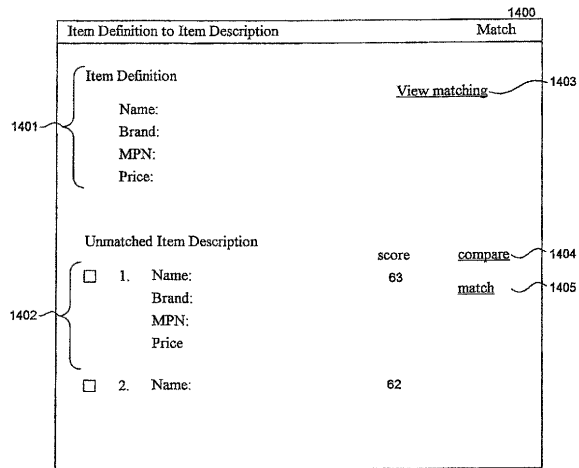 1400
Item Definition to Item Description Match
Item Definition
View matching 1403
Name:
1401 Brand:
MPN:
Price:
Unmatched Item Description
score compare 1404
1. Name: 63
match 1405
Brand:
1402 MPN:
Price
2. Name: 62